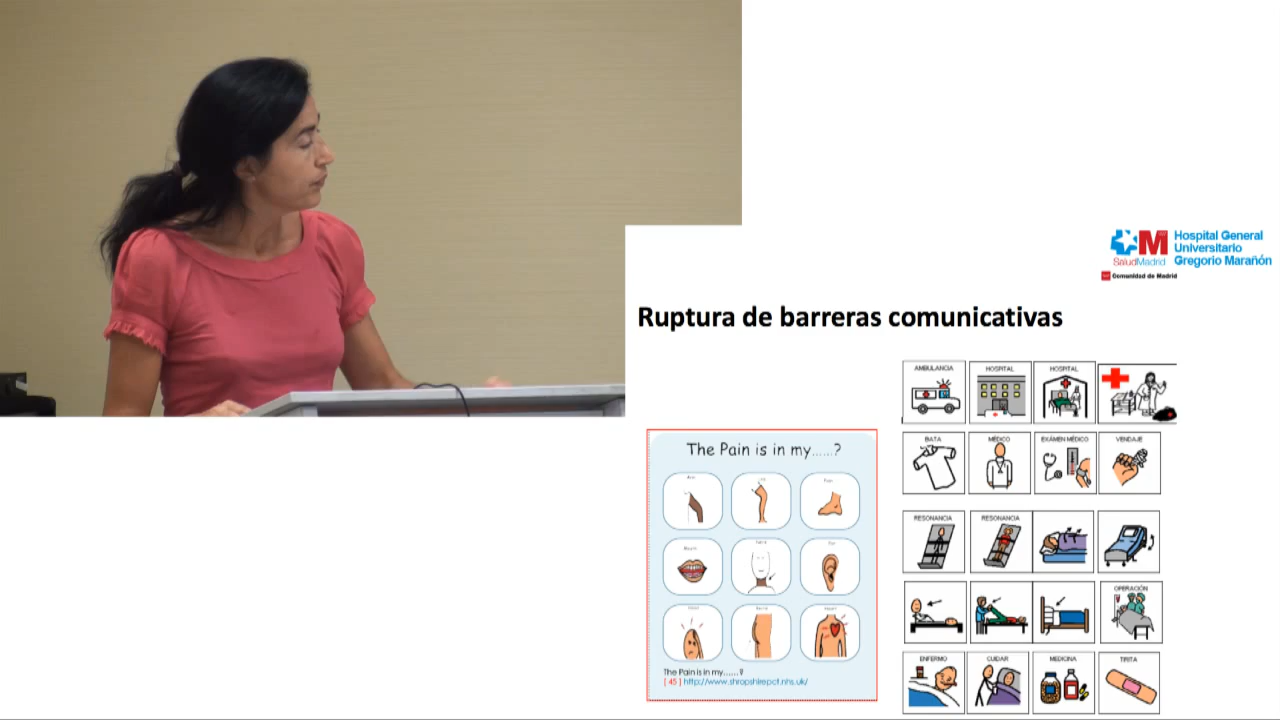 Hospital General
Universitario
Gregorio Marañón
SaludMadrid
Comunidad de Madrid
Ruptura de barreras comunicativas
AMBULANCIA
HOSPITAL
HOSPITAL
BATA
MÉDICO
EXÁMEN MÉDICO
VENDAJE
The Pain is in my......?
RESONANCIA
RESONANCIA
OPERACIÓN
ENFERMO
CUIDAR
MEDICINA
TIRITA
The Pain is in my......?
[ 45 ] http://www.shropshirepct.nhs.uk/